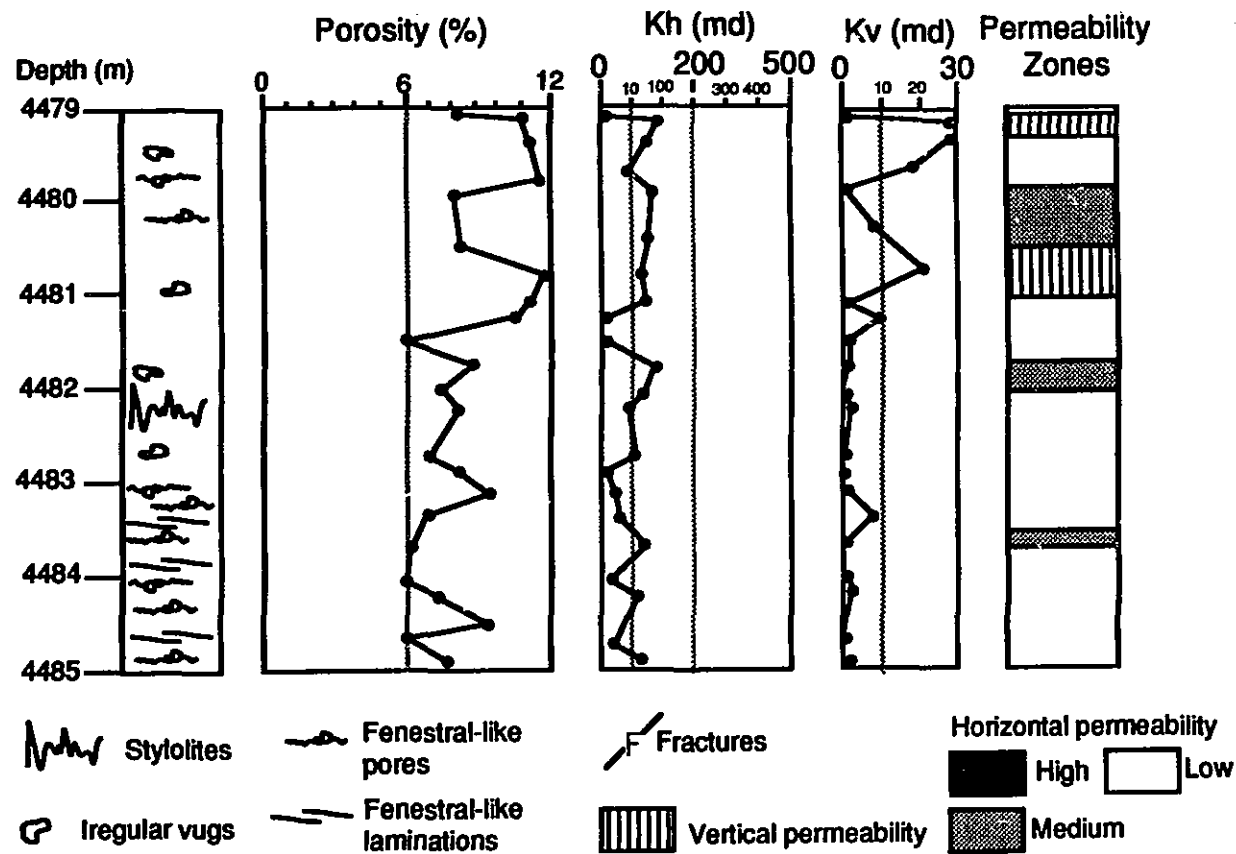 Porosity (%)
Kh (md)
Kv (md)
Permeability
Zones
Depth (m)
0
6
12
0
10
100
200
300
400
500
0
10
20
30
4479
4480
4481
4482
4483
4484
4485
Stylolites
Fenestral-like
pores
F
Fractures
Horizontal permeability
High
Low
Irregular vugs
Fenestral-like
laminations
Vertical permeability
Medium